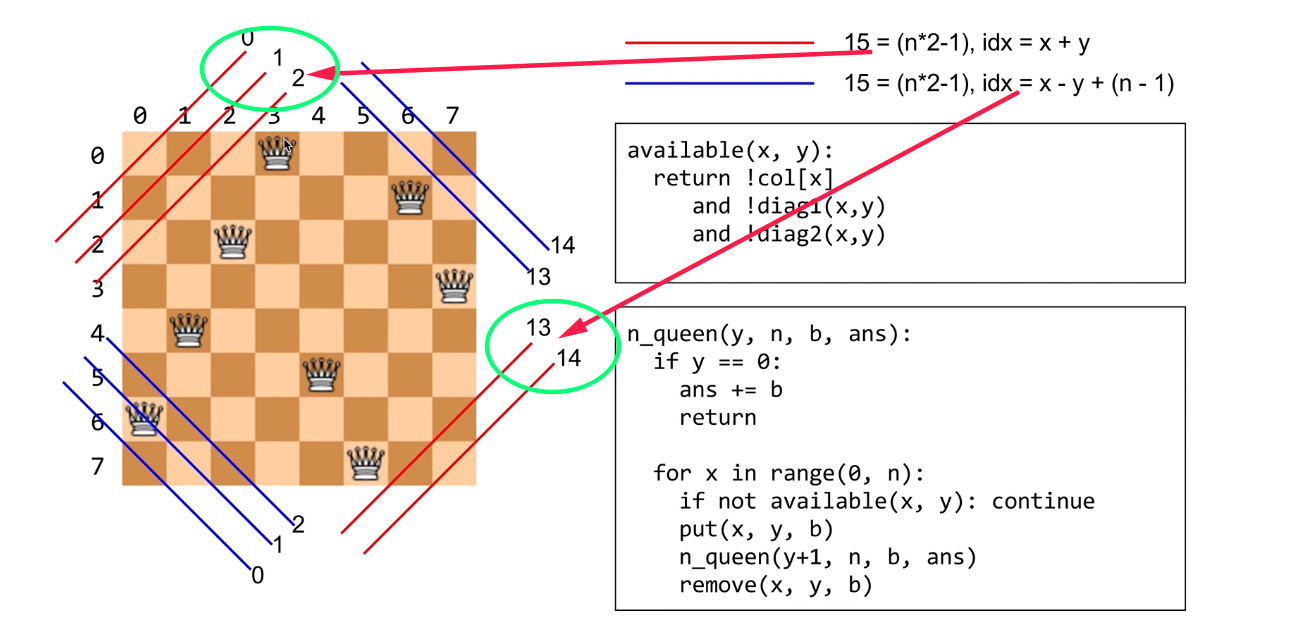 0
1
2
15 = (n*2-1), idx = x + y
15 = (n*2-1), idx = x - y + (n - 1)
0 1 2 3 4 5 6 7
0
1
2
3
4
5
6
7
14
13
13
14
2
1
0
available(x, y):
return !col[x]
and !diag1(x,y)
and !diag2(x,y)
n_queen(y, n, b, ans):
if y == 0:
ans += b
return
for x in range(0, n):
if not available(x, y): continue
put(x, y, b)
n_queen(y+1, n, b, ans)
remove(x, y, b)